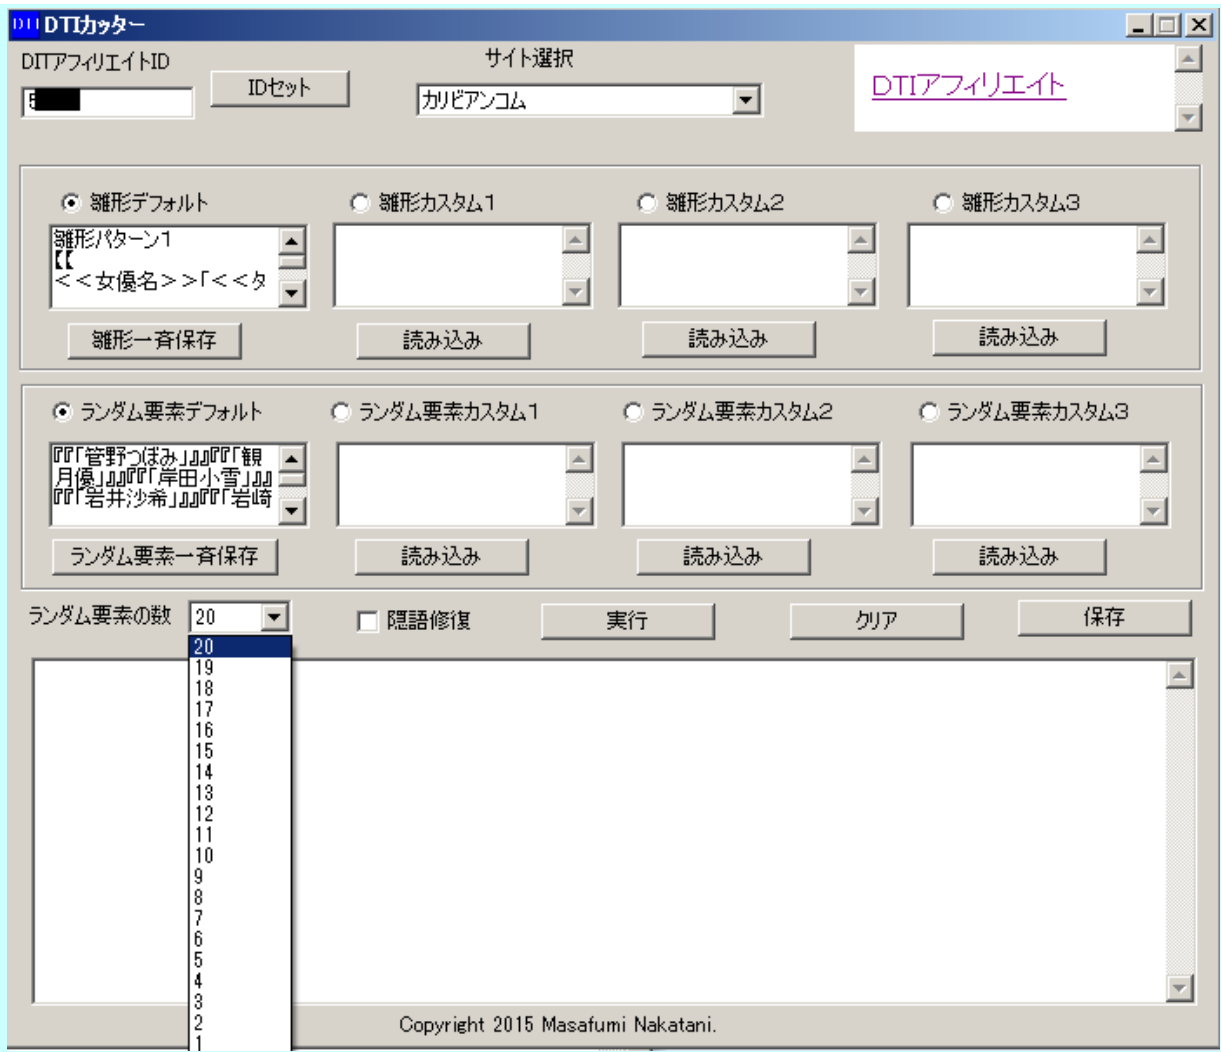 DTI DTIカッター
DTIアフィリエイトID
サイト選択
IDセット
カリビアンコム
DTIアフィリエイト
雛形デフォルト
雛形カスタム1
雛形カスタム2
雛形カスタム3
雛形パターン1
【【
<<女優名>>「<<タ
雛形一斉保存
読み込み
読み込み
読み込み
ランダム要素デフォルト
ランダム要素カスタム1
ランダム要素カスタム2
ランダム要素カスタム3
『『「管野つぼみ」』』『『「観
月優」』』『『「岸田小雪」』』
『『「岩井沙希」』』『『「岩崎
ランダム要素一斉保存
読み込み
読み込み
読み込み
ランダム要素の数
20
隠語修復
実行
クリア
保存
20
19
18
17
16
15
14
13
12
11
10
9
8
7
6
5
4
3
2
1
Copyright 2015 Masafumi Nakatani.